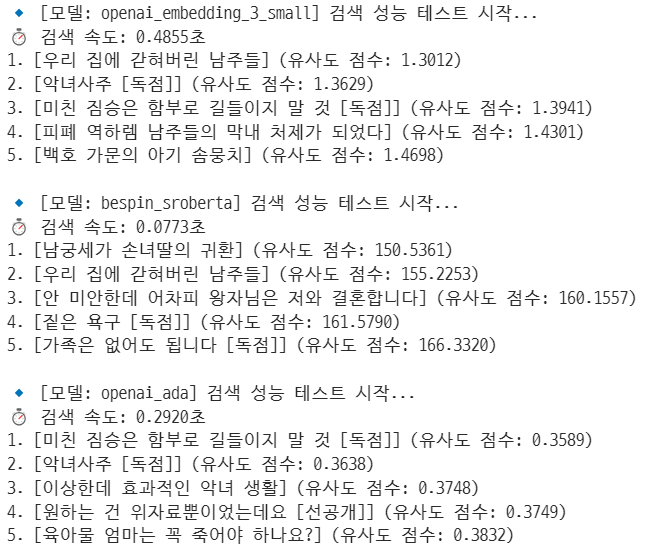 🔹 [모델: openai_embedding_3_small] 검색 성능 테스트 시작...
⏱ 검색 속도: 0.4855초
1. [우리 집에 갇혀버린 남주들] (유사도 점수: 1.3012)
2. [악녀사주 [독점]] (유사도 점수: 1.3629)
3. [미친 짐승은 함부로 길들이지 말 것 [독점]] (유사도 점수: 1.3941)
4. [피폐 역하렘 남주들의 막내 처제가 되었다] (유사도 점수: 1.4301)
5. [백호 가문의 아기 솜뭉치] (유사도 점수: 1.4698)
🔹 [모델: bespin_sroberta] 검색 성능 테스트 시작...
⏱ 검색 속도: 0.0773초
1. [남궁세가 손녀딸의 귀환] (유사도 점수: 150.5361)
2. [우리 집에 갇혀버린 남주들] (유사도 점수: 155.2253)
3. [안 미안한데 어차피 왕자님은 저와 결혼합니다] (유사도 점수: 160.1557)
4. [짙은 욕구 [독점]] (유사도 점수: 161.5790)
5. [가족은 없어도 됩니다 [독점]] (유사도 점수: 166.3320)
🔹 [모델: openai_ada] 검색 성능 테스트 시작...
⏱ 검색 속도: 0.2920초
1. [미친 짐승은 함부로 길들이지 말 것 [독점]] (유사도 점수: 0.3589)
2. [악녀사주 [독점]] (유사도 점수: 0.3638)
3. [이상한데 효과적인 악녀 생활] (유사도 점수: 0.3748)
4. [원하는 건 위자료뿐이었는데요 [선공개]] (유사도 점수: 0.3749)
5. [육아물 엄마는 꼭 죽어야 하나요?] (유사도 점수: 0.3832)